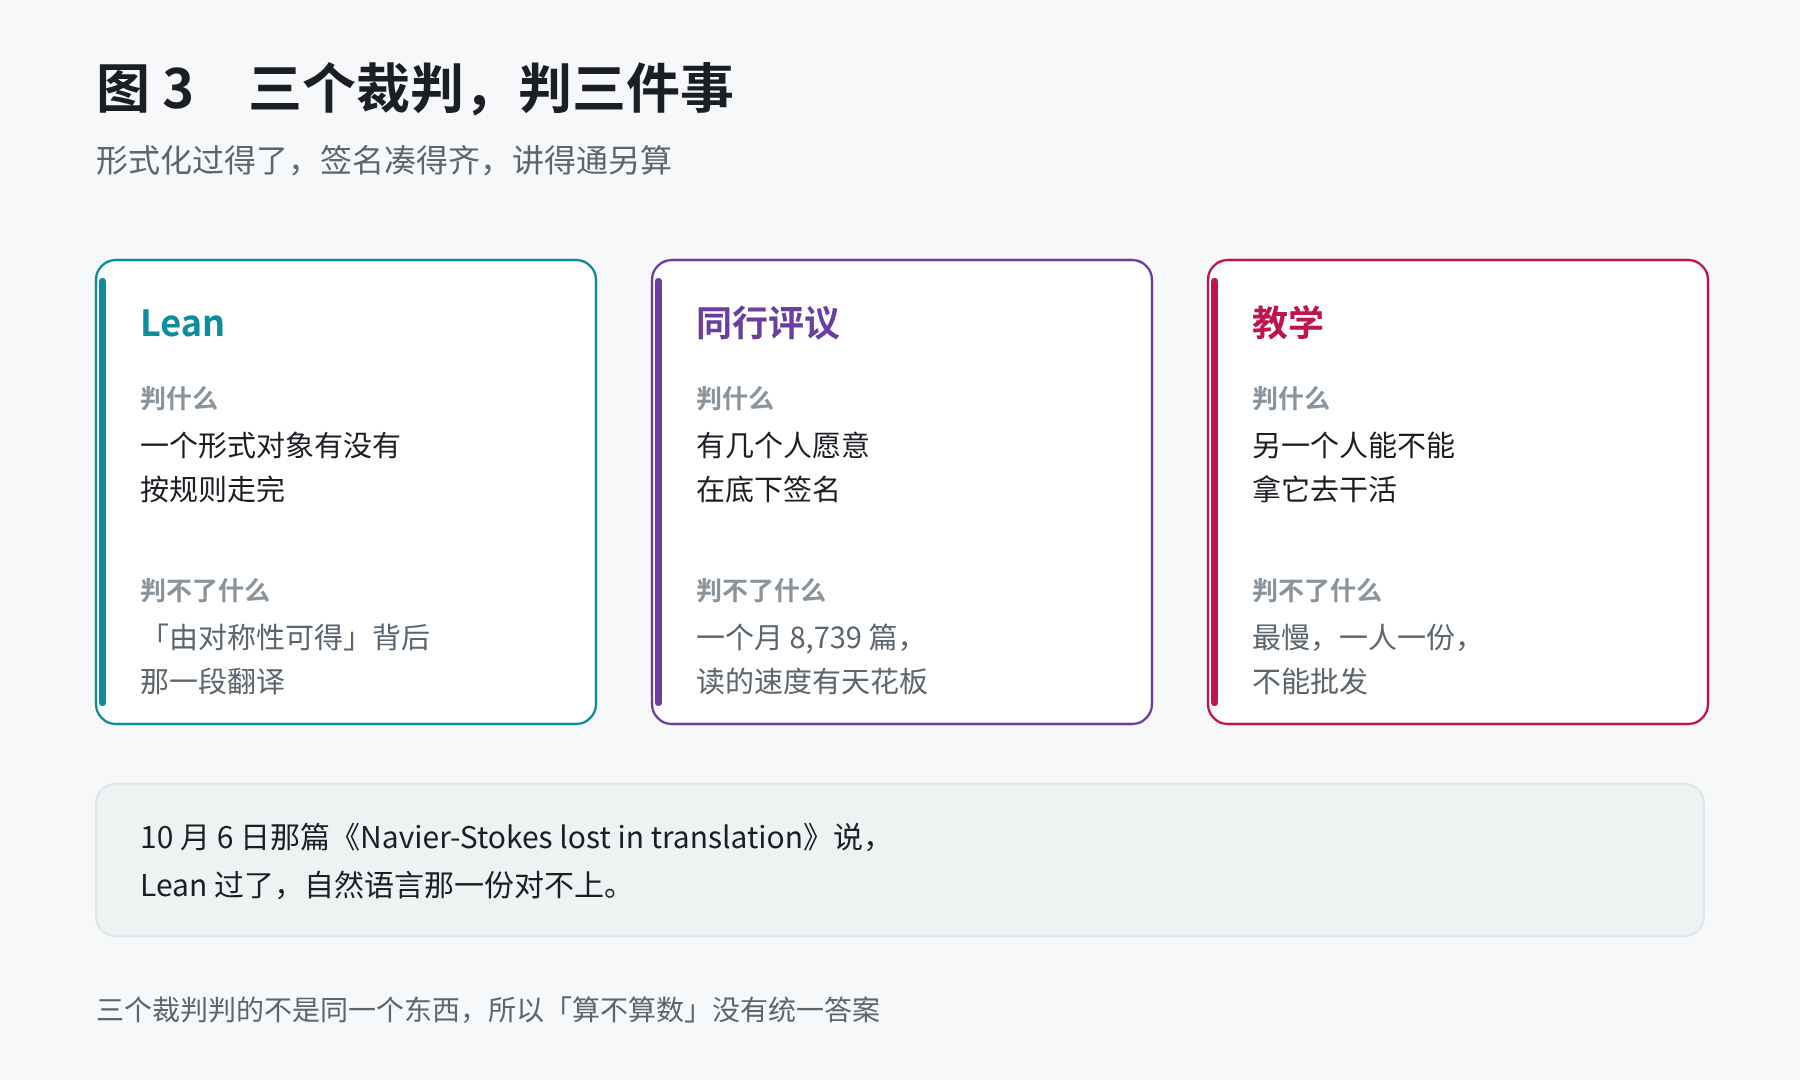 图 3　三个裁判，判三件事
形式化过得了，签名凑得齐，讲得通另算
Lean
判什么
一个形式对象有没有
按规则走完
判不了什么
「由对称性可得」背后
那一段翻译
同行评议
判什么
有几个人愿意
在底下签名
判不了什么
一个月 8,739 篇，
读的速度有天花板
教学
判什么
另一个人能不能
拿它去干活
判不了什么
最慢，一人一份，
不能批发
10 月 6 日那篇《Navier-Stokes lost in translation》说，
Lean 过了，自然语言那一份对不上。
三个裁判判的不是同一个东西，所以「算不算数」没有统一答案